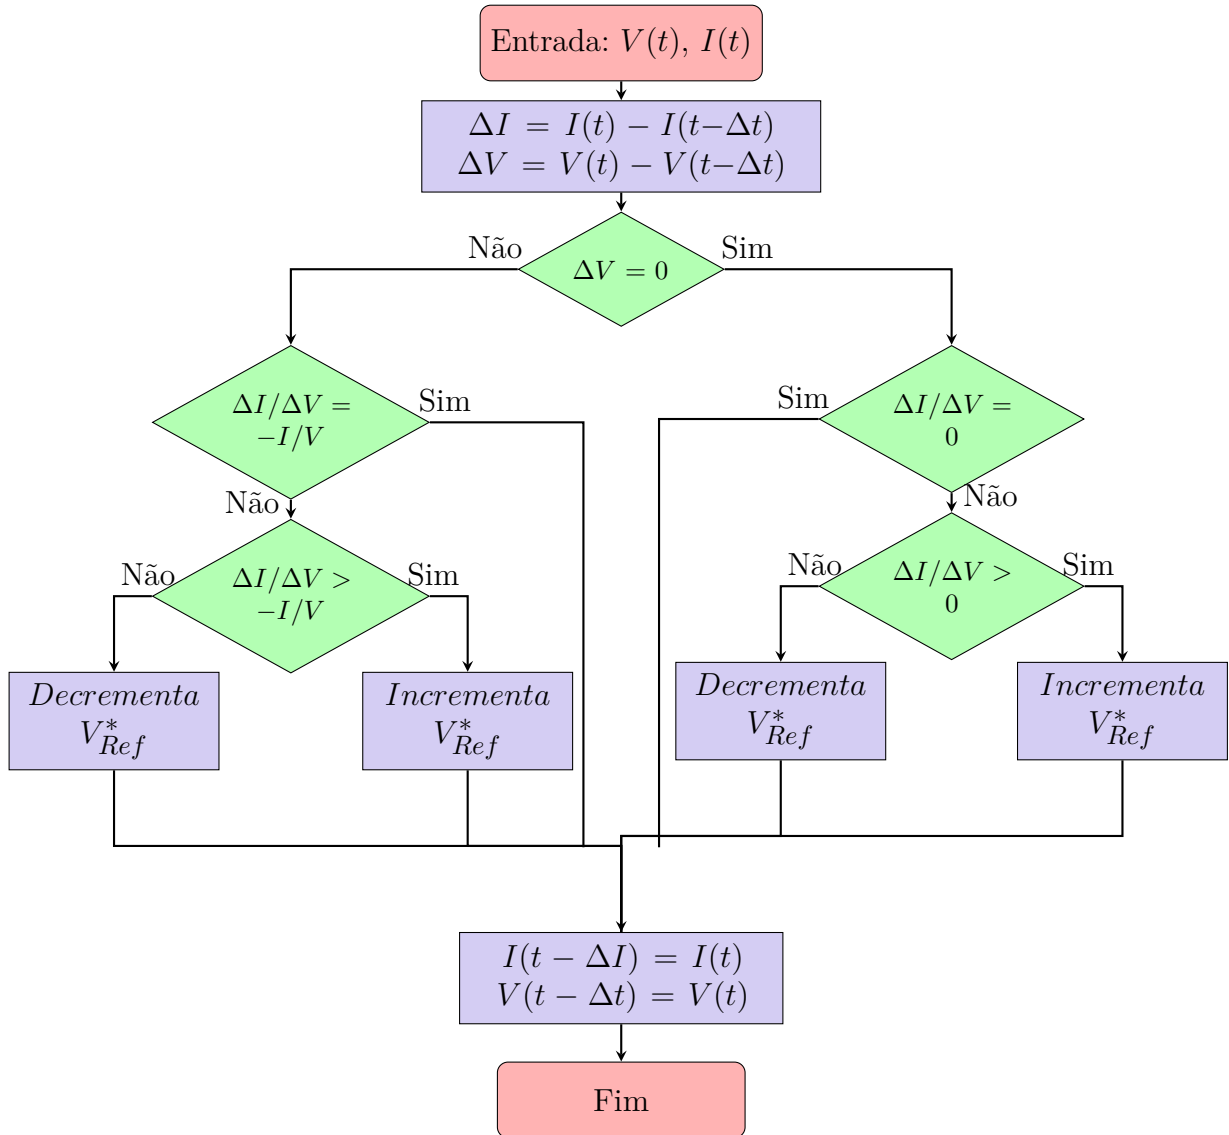 Entrada: V(t), I(t)
ΔI = I(t) − I(t−Δt)
ΔV = V(t) − V(t−Δt)
Não
Sim
ΔV = 0
ΔI/ΔV =
−I/V
Sim
Sim
ΔI/ΔV =
0
Não
Não
Não
ΔI/ΔV >
−I/V
Sim
Não
ΔI/ΔV >
0
Sim
Decrementa
V*Ref
Incrementa
V*Ref
Decrementa
V*Ref
Incrementa
V*Ref
I(t − ΔI) = I(t)
V(t − Δt) = V(t)
Fim